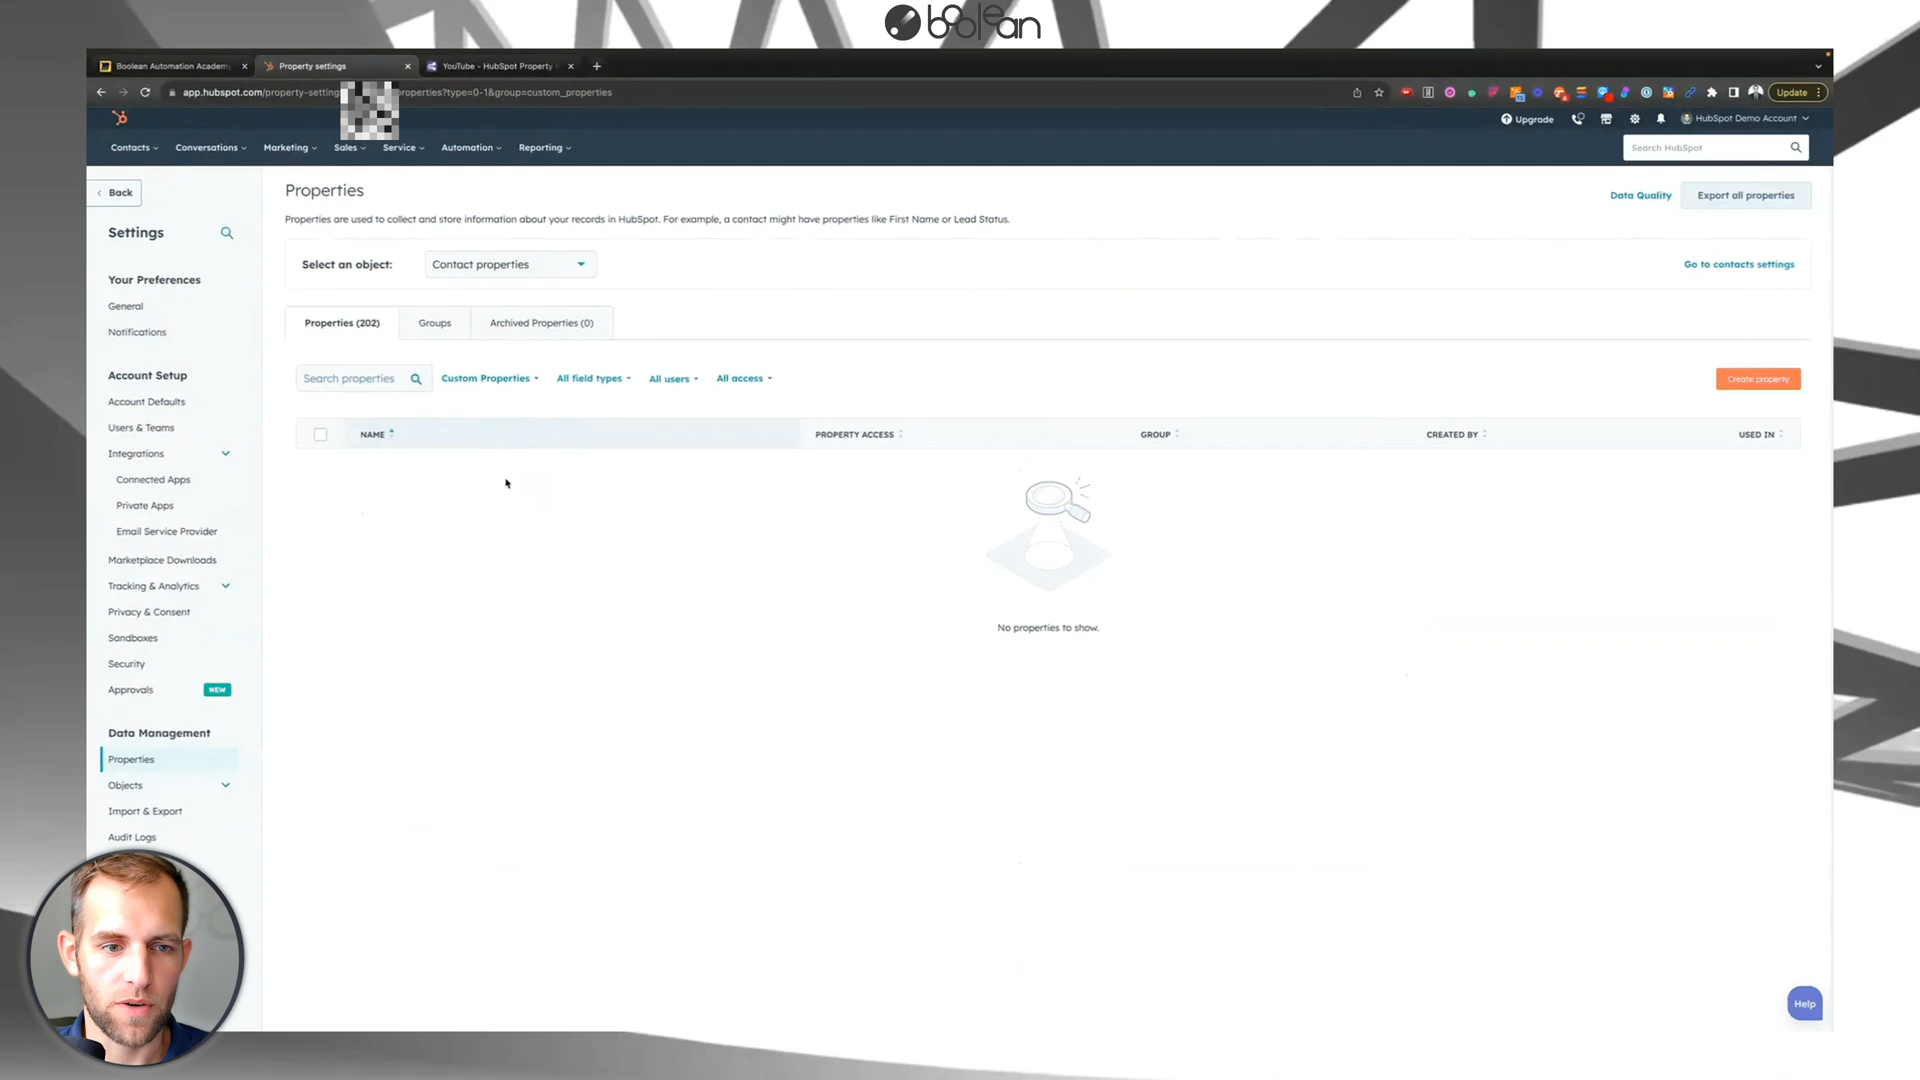 boolean
Boolean Automation Academy
Property settings
YouTube - HubSpot Property
app.hubspot.com/property-setting
roperties?type=0-1&group=custom_properties
Update
Upgrade
HubSpot Demo Account
Contacts
Conversations
Marketing
Sales
Service
Automation
Reporting
Search HubSpot
Back
Settings
Your Preferences
General
Notifications
Account Setup
Account Defaults
Users & Teams
Integrations
Connected Apps
Private Apps
Email Service Provider
Marketplace Downloads
Tracking & Analytics
Privacy & Consent
Sandboxes
Security
Approvals NEW
Data Management
Properties
Objects
Import & Export
Audit Logs
Properties
Data Quality
Export all properties
Properties are used to collect and store information about your records in HubSpot. For example, a contact might have properties like First Name or Lead Status.
Select an object: Contact properties
Go to contacts settings
Properties (202)
Groups
Archived Properties (0)
Search properties
Custom Properties
All field types
All users
All access
Create property
NAME
PROPERTY ACCESS
GROUP
CREATED BY
USED IN
No properties to show.
Help